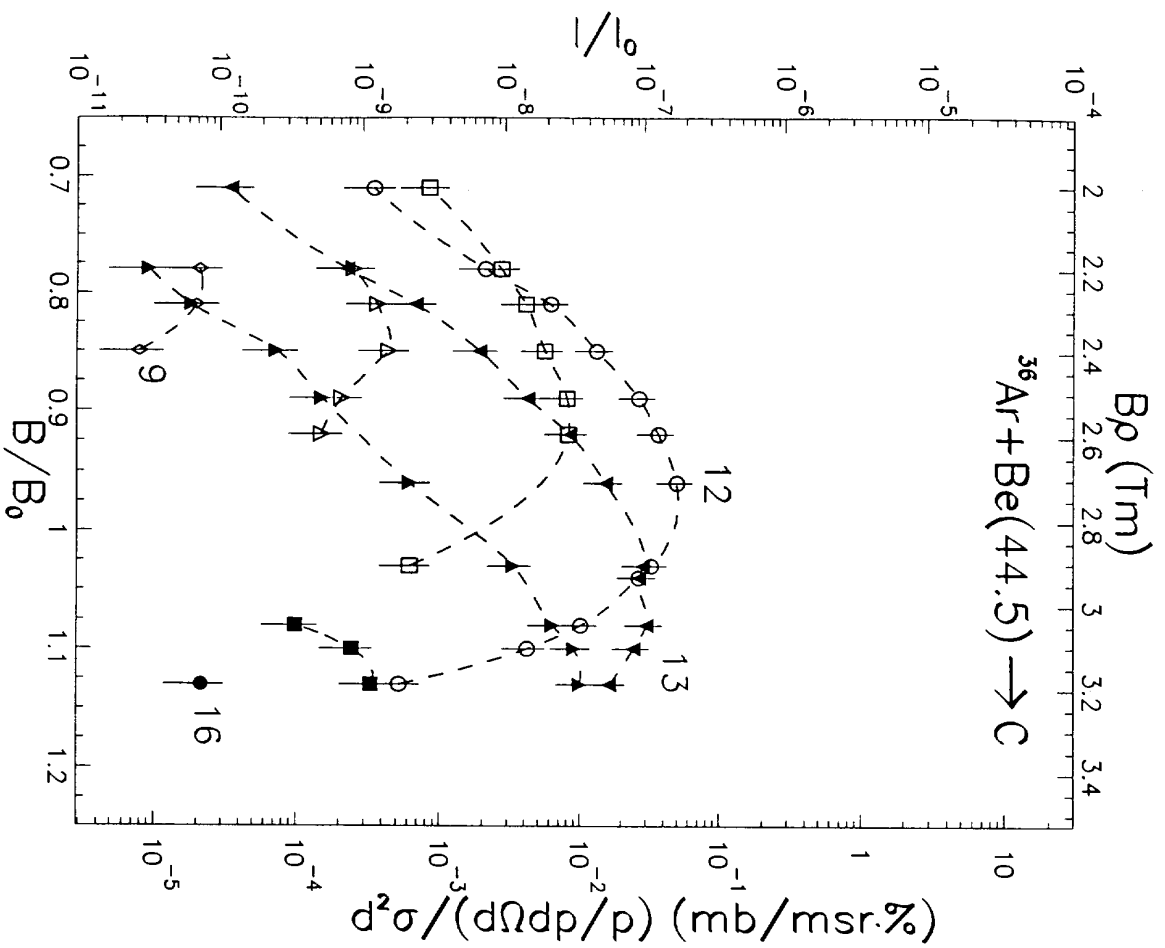 Bρ (Tm)
2 2.2 2.4 2.6 2.8 3 3.2 3.4
³⁶Ar+Be(44.5) → C
I/I₀
10⁻⁴
10⁻⁵
10⁻⁶
10⁻⁷
10⁻⁸
10⁻⁹
10⁻¹⁰
10⁻¹¹
12
13
9
16
10
1
10⁻¹
10⁻²
10⁻³
10⁻⁴
10⁻⁵
d²σ/(dΩdp/p) (mb/msr.%)
0.7 0.8 0.9 1 1.1 1.2
B/B₀